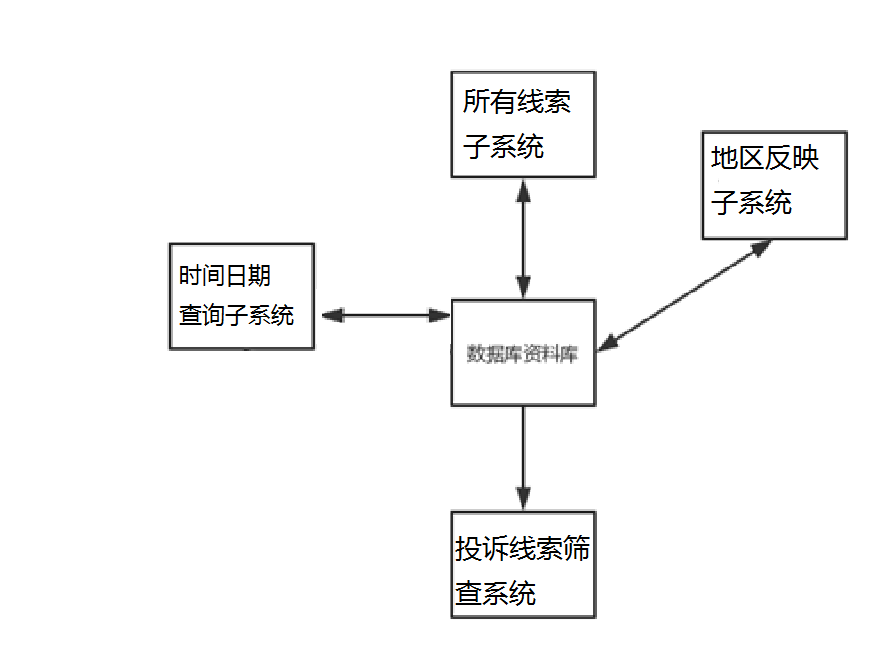 所有线索
子系统
地区反映
子系统
时间日期
查询子系统
数据库资料库
投诉线索筛
查系统